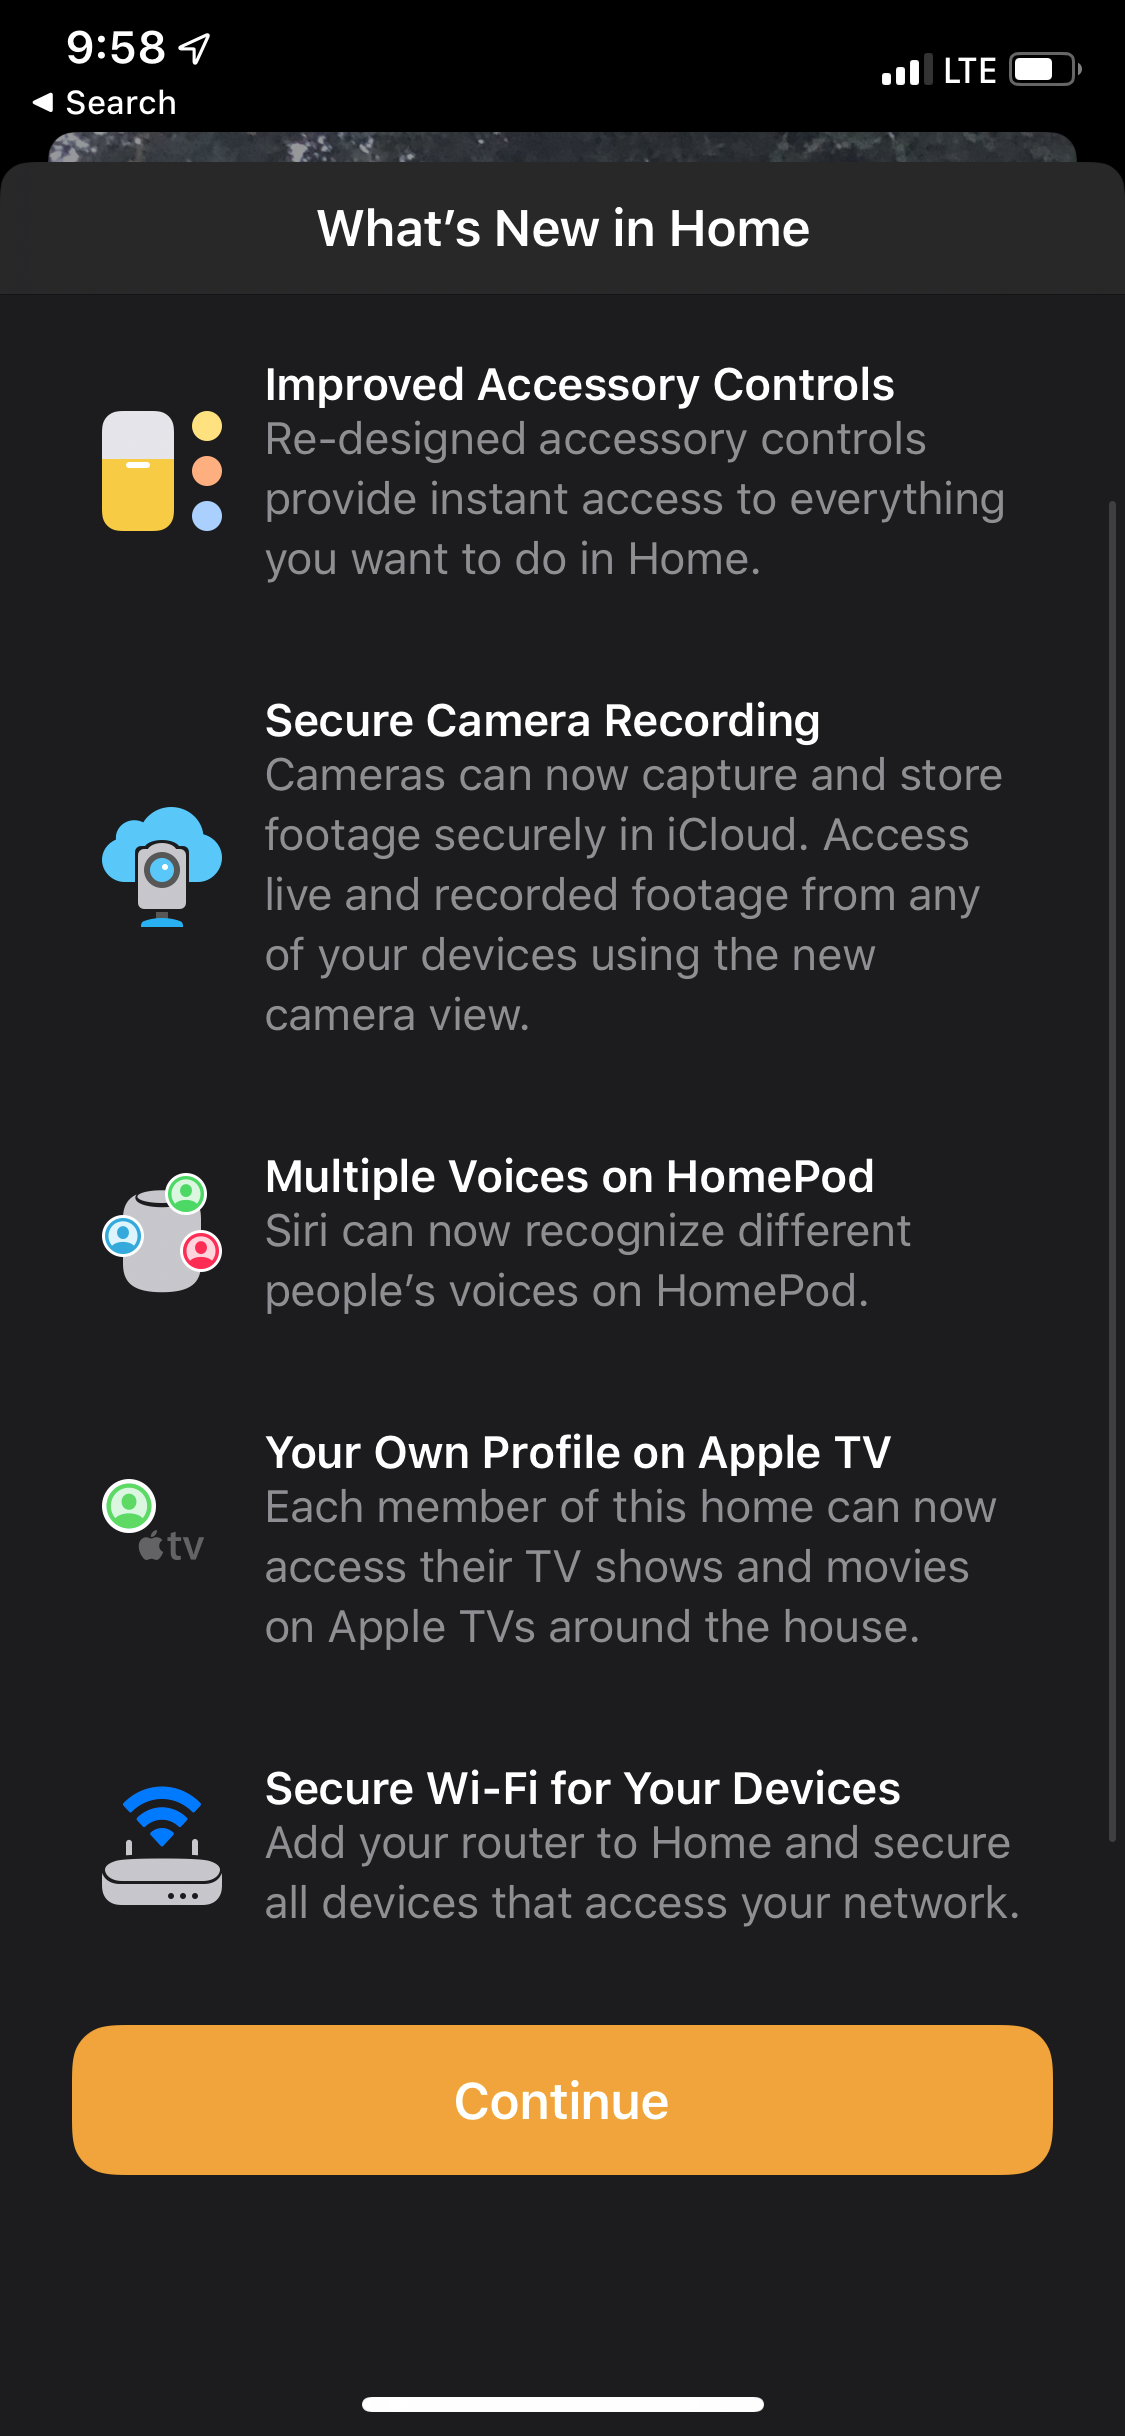 9:58
LTE
Search
What’s New in Home
Improved Accessory Controls
Re-designed accessory controls
provide instant access to everything
you want to do in Home.
Secure Camera Recording
Cameras can now capture and store
footage securely in iCloud. Access
live and recorded footage from any
of your devices using the new
camera view.
Multiple Voices on HomePod
Siri can now recognize different
people’s voices on HomePod.
Your Own Profile on Apple TV
tv
Each member of this home can now
access their TV shows and movies
on Apple TVs around the house.
Secure Wi-Fi for Your Devices
Add your router to Home and secure
all devices that access your network.
Continue